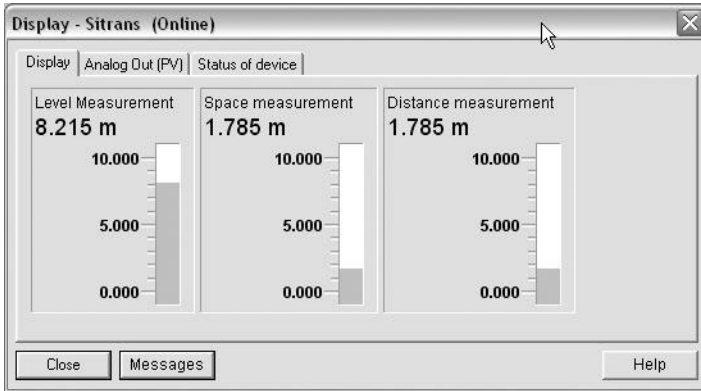 Display - Sitrans (Online)
Display
Analog Out (PV)
Status of device
Level Measurement
8.215 m
10.000
5.000
0.000
Space measurement
1.785 m
10.000
5.000
0.000
Distance measurement
1.785 m
10.000
5.000
0.000
Close
Messages
Help